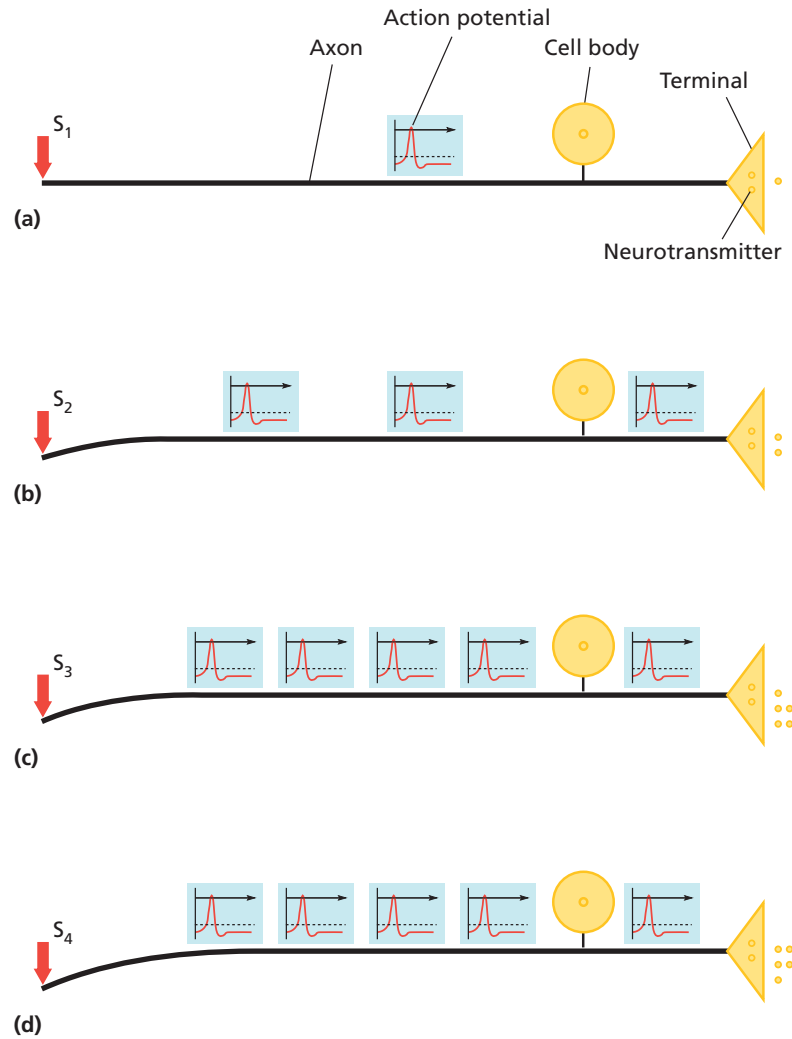 Action potential
Axon
Cell body
Terminal
S1
(a)
Neurotransmitter
S2
(b)
S3
(c)
S4
(d)